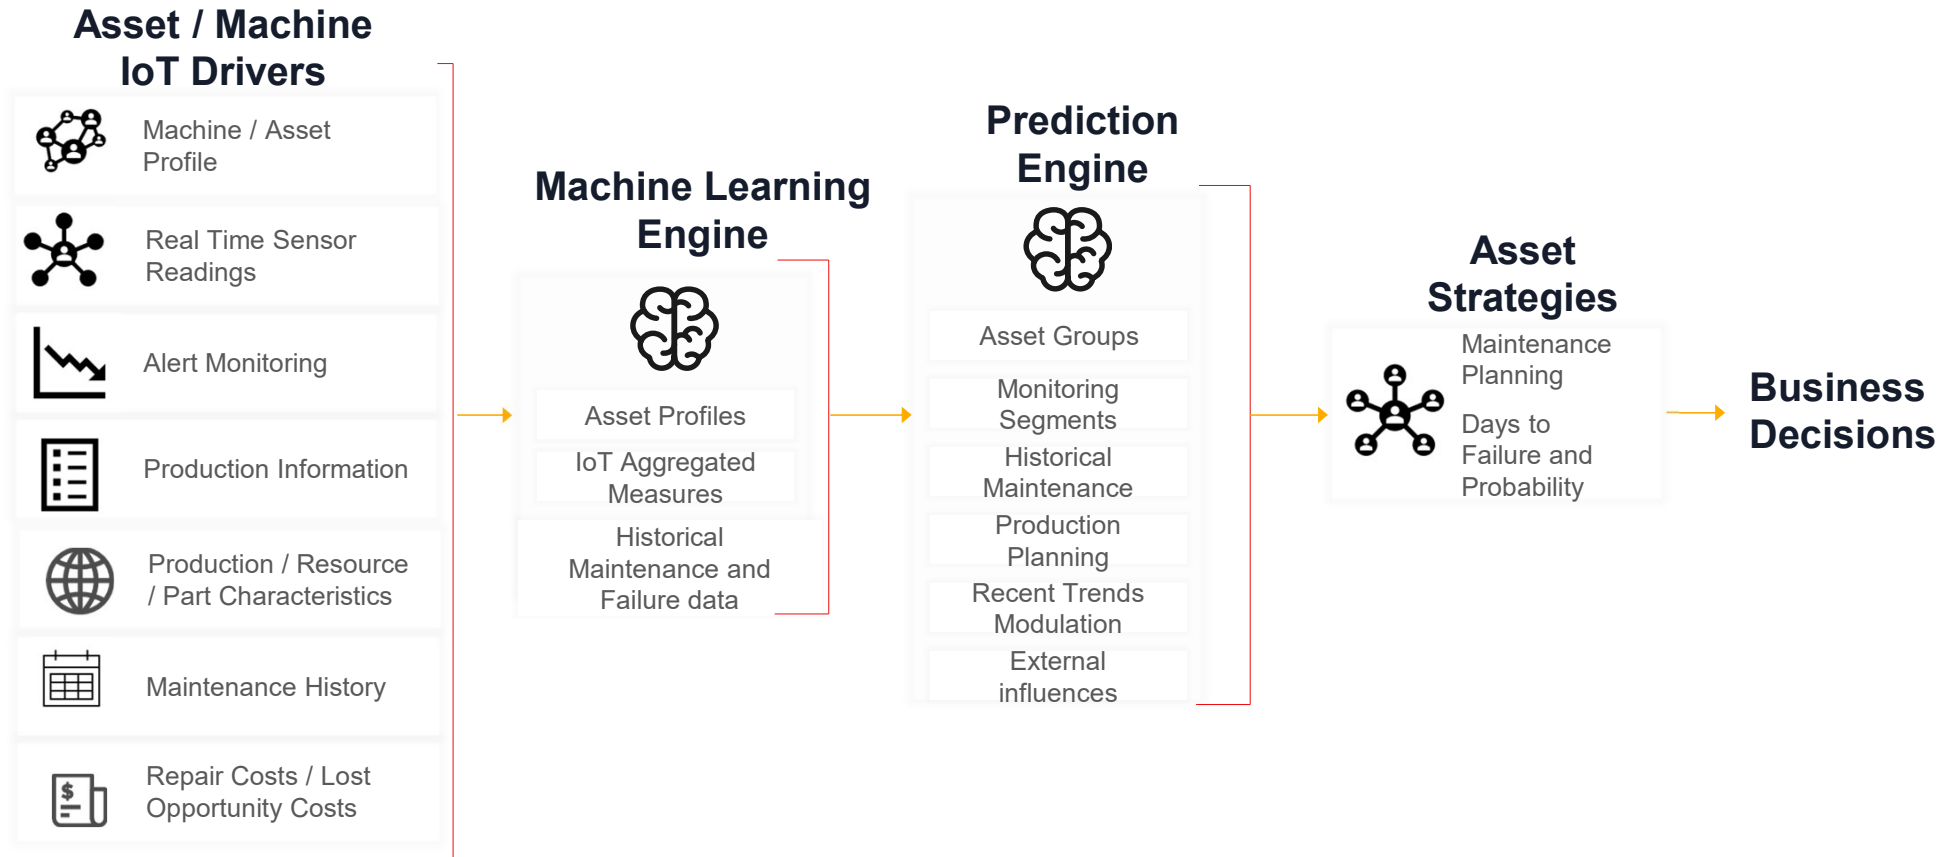 Asset / Machine
IoT Drivers
Machine / Asset
Profile
Real Time Sensor
Readings
Alert Monitoring
Production Information
Production / Resource
/ Part Characteristics
Maintenance History
$
Repair Costs / Lost
Opportunity Costs
Machine Learning
Engine
Asset Profiles
IoT Aggregated
Measures
Historical
Maintenance and
Failure data
Prediction
Engine
Asset Groups
Monitoring
Segments
Historical
Maintenance
Production
Planning
Recent Trends
Modulation
External
influences
Asset
Strategies
Maintenance
Planning
Days to
Failure and
Probability
Business
Decisions